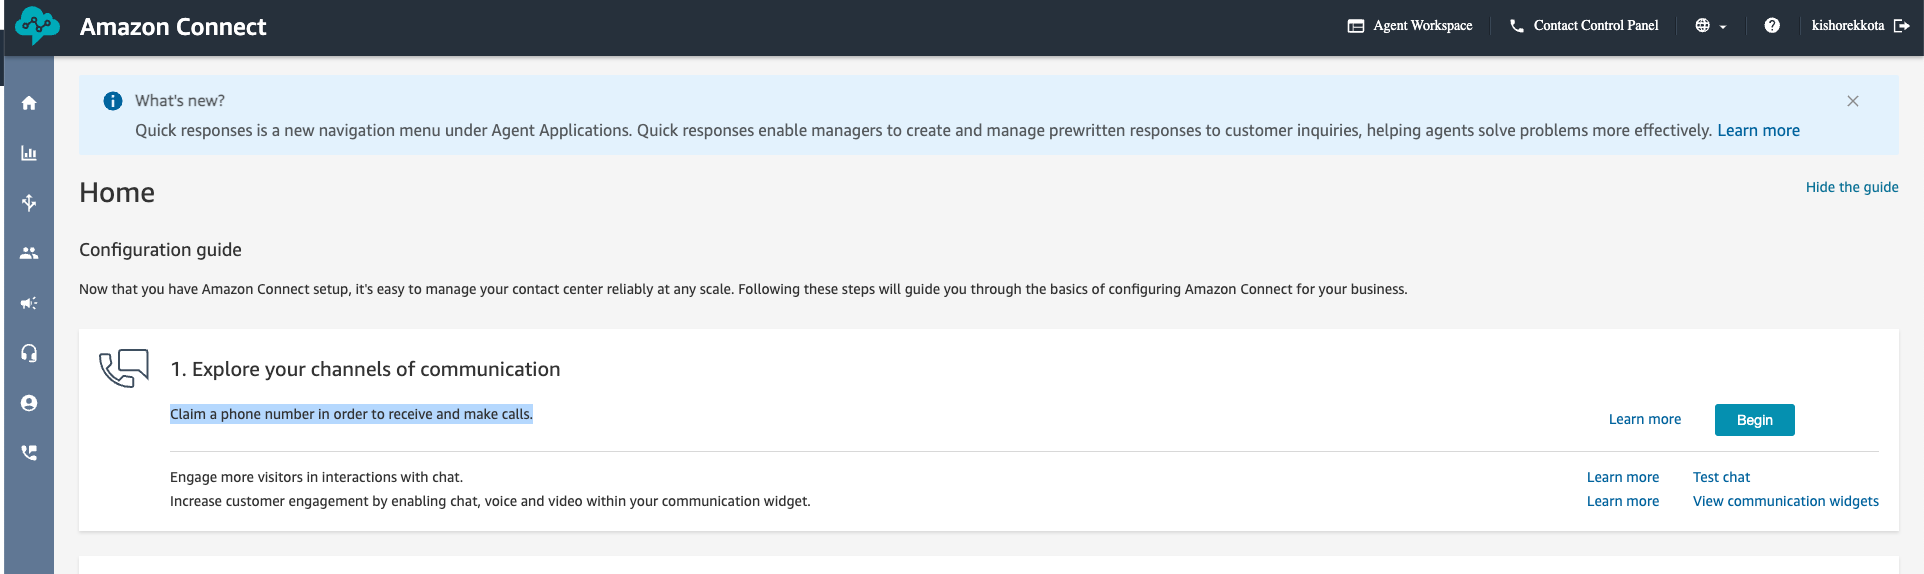 Amazon Connect
Agent Workspace
Contact Control Panel
kishorekkota
What's new?
Quick responses is a new navigation menu under Agent Applications. Quick responses enable managers to create and manage prewritten responses to customer inquiries, helping agents solve problems more effectively. Learn more
Home
Hide the guide
Configuration guide
Now that you have Amazon Connect setup, it's easy to manage your contact center reliably at any scale. Following these steps will guide you through the basics of configuring Amazon Connect for your business.
1. Explore your channels of communication
Claim a phone number in order to receive and make calls.
Learn more
Begin
Engage more visitors in interactions with chat.
Learn more
Test chat
Increase customer engagement by enabling chat, voice and video within your communication widget.
Learn more
View communication widgets